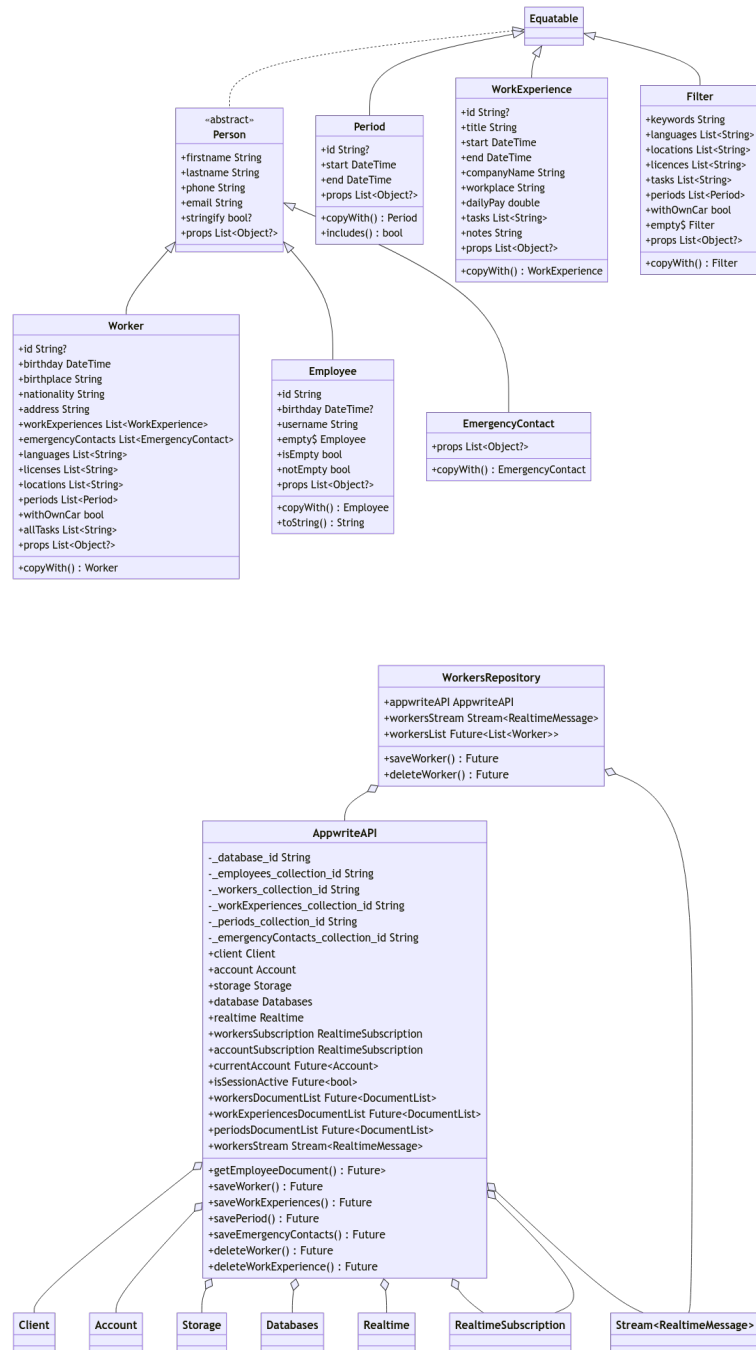 Equatable
«abstract»
Person
+firstname String
+lastname String
+phone String
+email String
+stringify bool?
+props List<Object?>
Period
+id String?
+start DateTime
+end DateTime
+props List<Object?>
+copyWith() : Period
+includes() : bool
WorkExperience
+id String?
+title String
+start DateTime
+end DateTime
+companyName String
+workplace String
+dailyPay double
+tasks List<String>
+notes String
+props List<Object?>
+copyWith() : WorkExperience
Filter
+keywords String
+languages List<String>
+locations List<String>
+licences List<String>
+tasks List<String>
+periods List<Period>
+withOwnCar bool
+empty$ Filter
+props List<Object?>
+copyWith() : Filter
Worker
+id String?
+birthday DateTime
+birthplace String
+nationality String
+address String
+workExperiences List<WorkExperience>
+emergencyContacts List<EmergencyContact>
+languages List<String>
+licenses List<String>
+locations List<String>
+periods List<Period>
+withOwnCar bool
+allTasks List<String>
+props List<Object?>
+copyWith() : Worker
Employee
+id String
+birthday DateTime?
+username String
+empty$ Employee
+isEmpty bool
+notEmpty bool
+props List<Object?>
+copyWith() : Employee
+toString() : String
EmergencyContact
+props List<Object?>
+copyWith() : EmergencyContact
WorkersRepository
+appwriteAPI AppwriteAPI
+workersStream Stream<RealtimeMessage>
+workersList Future<List<Worker>>
+saveWorker() : Future
+deleteWorker() : Future
AppwriteAPI
-_database_id String
-_employees_collection_id String
-_workers_collection_id String
-_workExperiences_collection_id String
-_periods_collection_id String
-_emergencyContacts_collection_id String
+client Client
+account Account
+storage Storage
+database Databases
+realtime Realtime
+workersSubscription RealtimeSubscription
+accountSubscription RealtimeSubscription
+currentAccount Future<Account>
+isSessionActive Future<bool>
+workersDocumentList Future<DocumentList>
+workExperiencesDocumentList Future<DocumentList>
+periodsDocumentList Future<DocumentList>
+workersStream Stream<RealtimeMessage>
+getEmployeeDocument() : Future>
+saveWorker() : Future
+saveWorkExperiences() : Future
+savePeriod() : Future
+saveEmergencyContacts() : Future
+deleteWorker() : Future
+deleteWorkExperience() : Future
Client
Account
Storage
Databases
Realtime
RealtimeSubscription
Stream<RealtimeMessage>